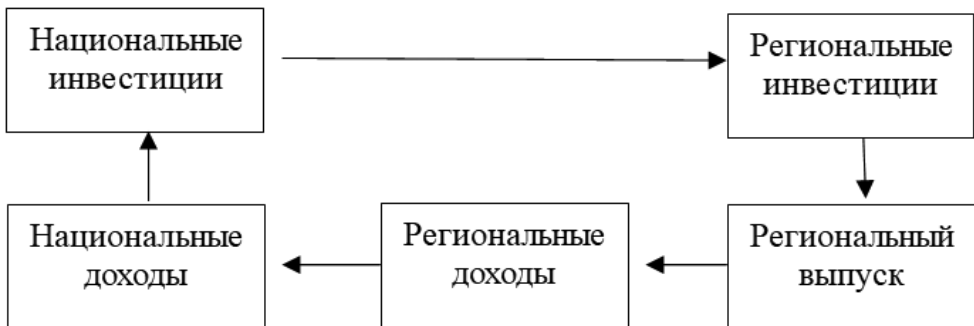 Национальные
инвестиции
Региональные
инвестиции
Национальные
доходы
Региональные
доходы
Региональный
выпуск